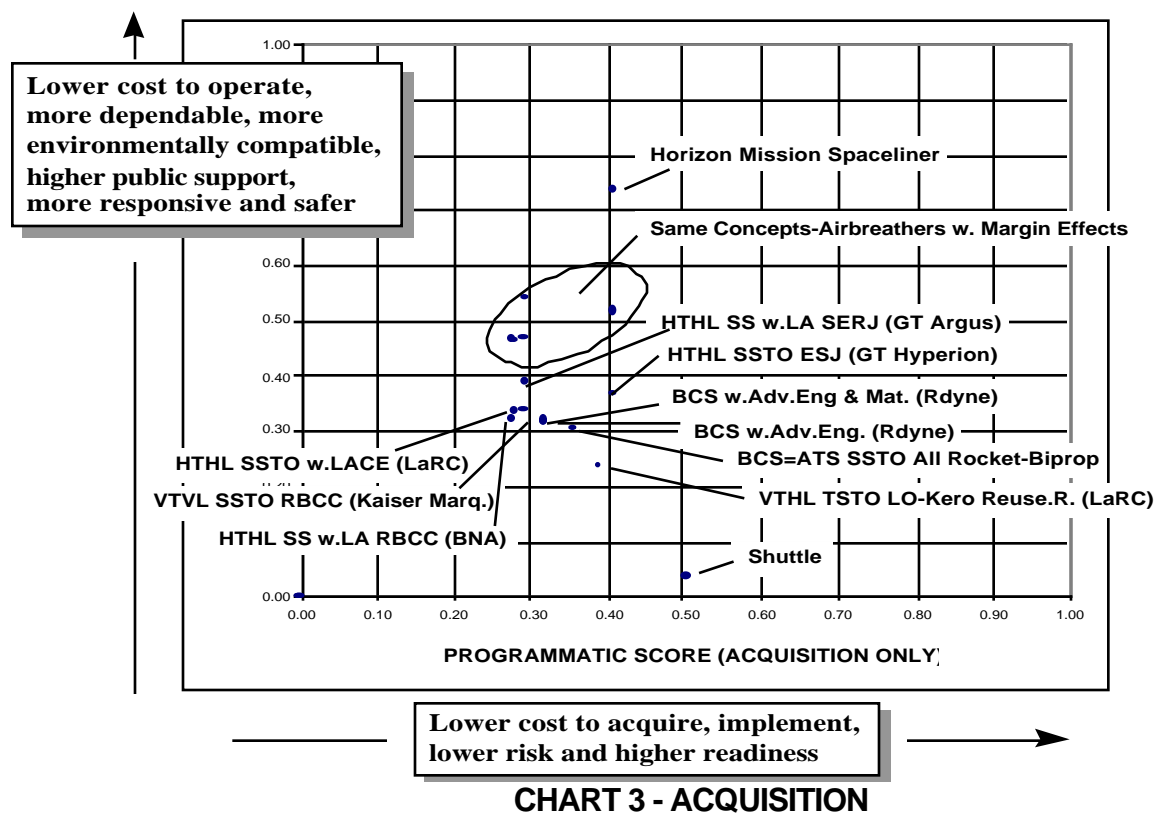 1.00
Lower cost to operate,
more dependable, more
environmentally compatible,
higher public support,
more responsive and safer
Horizon Mission Spaceliner
Same Concepts-Airbreathers w. Margin Effects
0.60
0.50
HTHL SS w.LA SERJ (GT Argus)
HTHL SSTO ESJ (GT Hyperion)
0.40
BCS w.Adv.Eng & Mat. (Rdyne)
0.30
BCS w.Adv.Eng. (Rdyne)
BCS=ATS SSTO All Rocket-Biprop
HTHL SSTO w.LACE (LaRC)
VTVL SSTO RBCC (Kaiser Marq.)
VTHL TSTO LO-Kero Reuse.R. (LaRC)
HTHL SS w.LA RBCC (BNA)
Shuttle
0.00
0.00 0.10 0.20 0.30 0.40 0.50 0.60 0.70 0.80 0.90 1.00
PROGRAMMATIC SCORE (ACQUISITION ONLY)
Lower cost to acquire, implement,
lower risk and higher readiness
CHART 3 - ACQUISITION